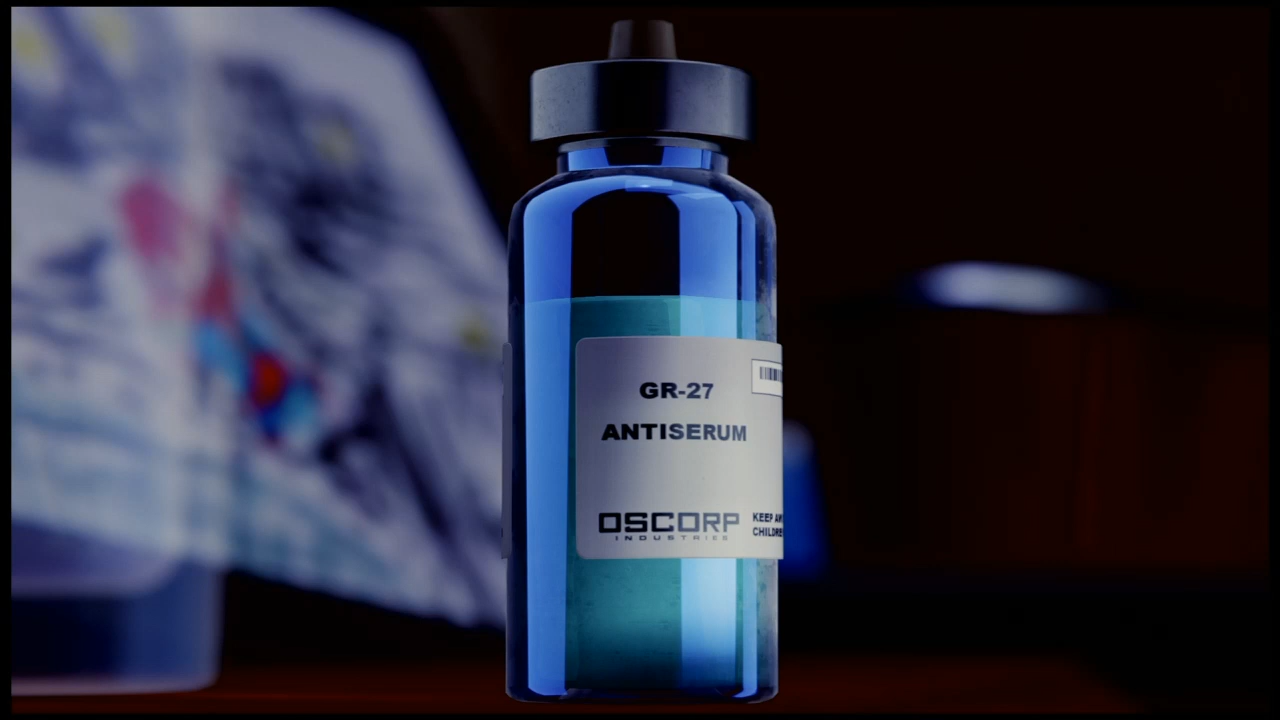 GR-27
ANTISERUM
OSCORP
INDUSTRIES
KEEP